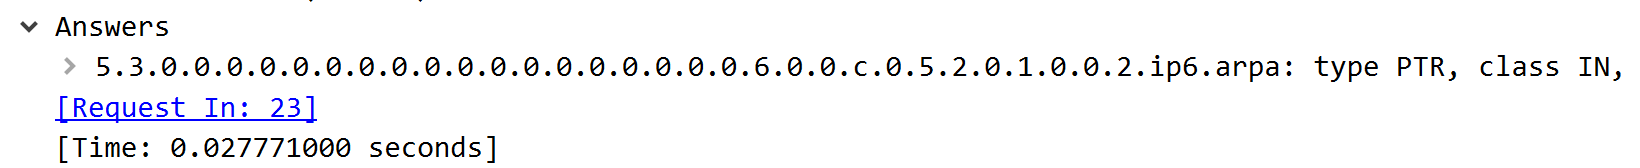 Answers
5.3.0.0.0.0.0.0.0.0.0.0.0.0.0.0.0.0.0.0.6.0.0.c.0.5.2.0.1.0.0.2.ip6.arpa: type PTR, class IN,
[Request In: 23]
[Time: 0.027771000 seconds]